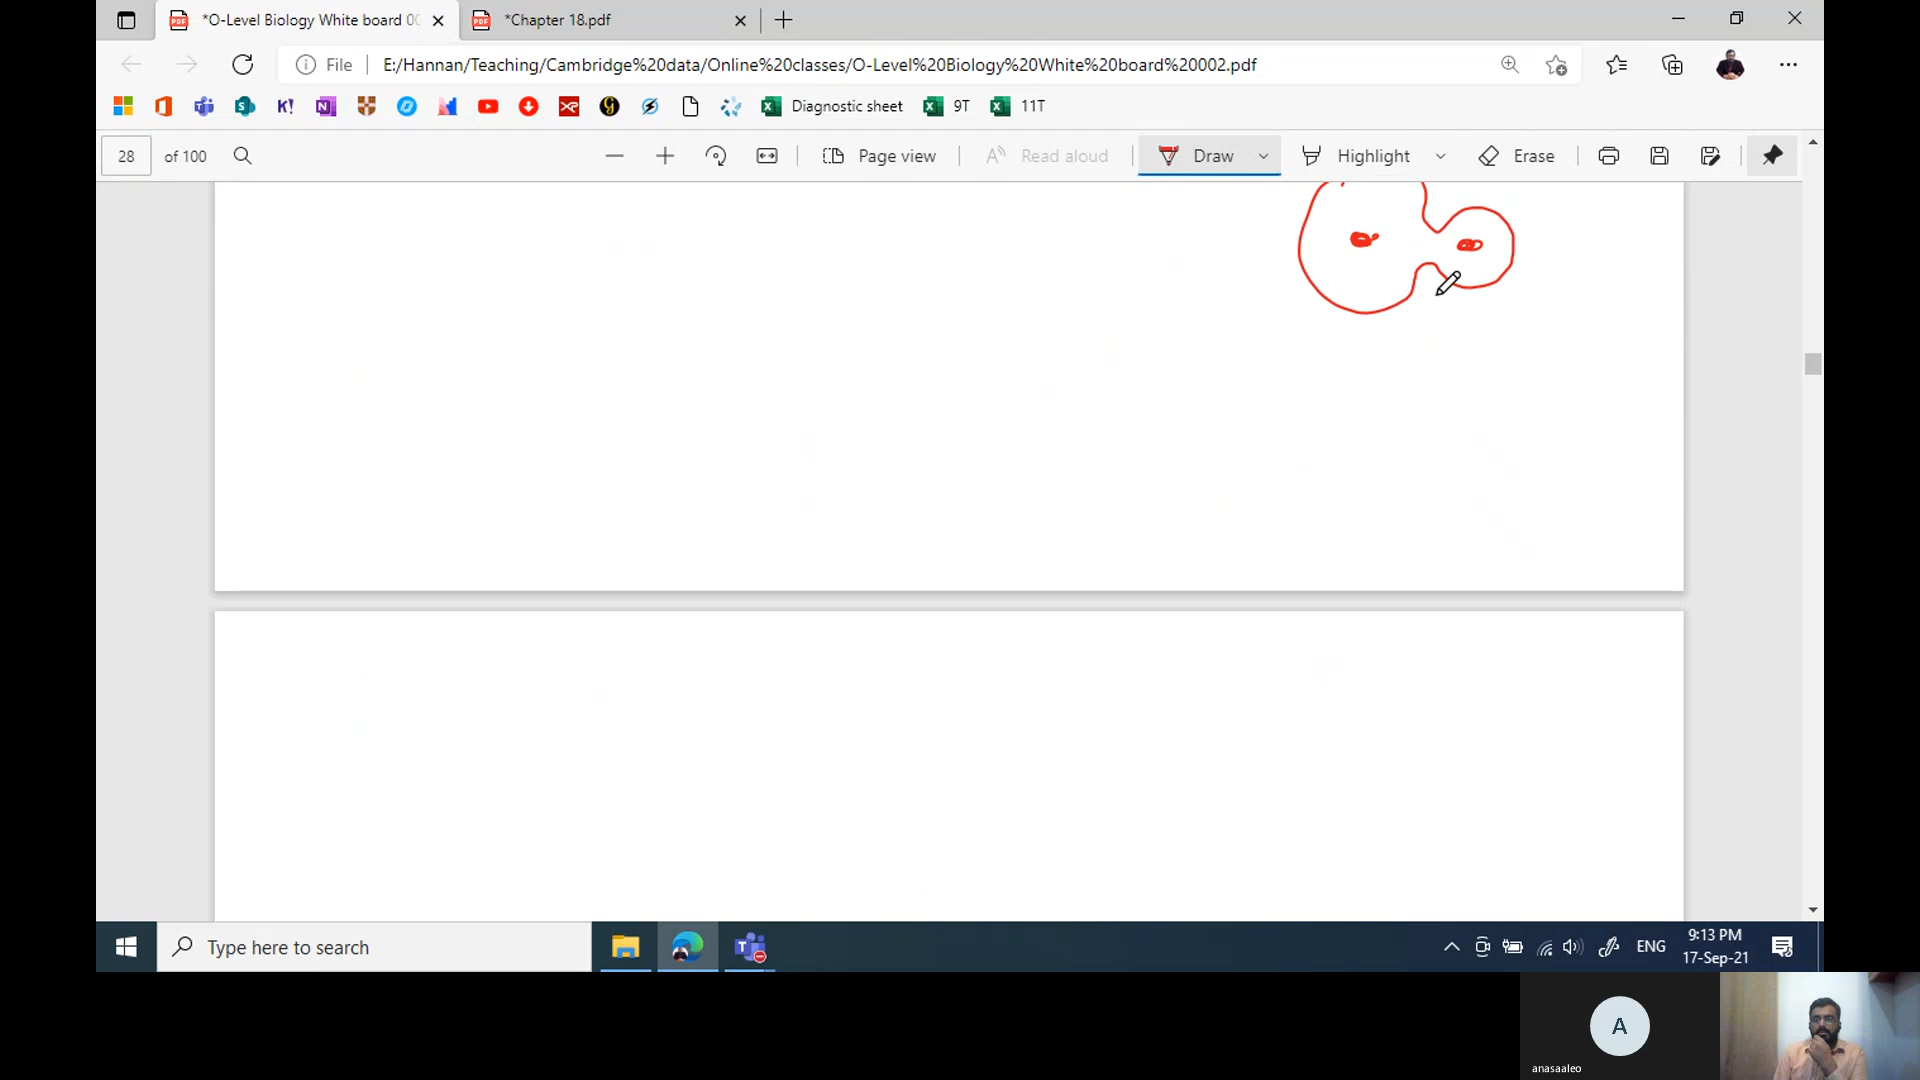 *O-Level Biology White board 00
*Chapter 18.pdf
File
E:/Hannan/Teaching/Cambridge%20data/Online%20classes/O-Level%20Biology%20White%20board%20002.pdf
K!
Diagnostic sheet
9T
11T
28
of 100
Page view
Read aloud
Draw
Highlight
Erase
Type here to search
ENG
9:13 PM
17-Sep-21
A
anasaaleo